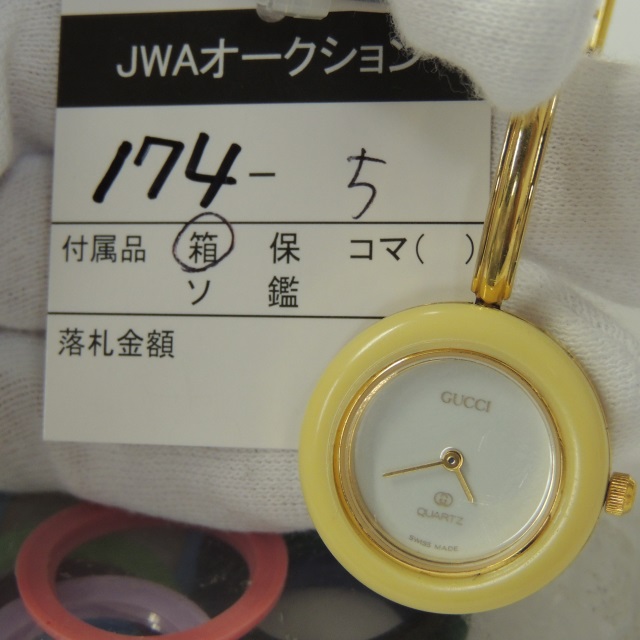 JWAオークション
174- 5
付属品 箱 保 コマ( )
ソ 鑑
落札金額
GUCCI
QUARTZ
SWISS MADE